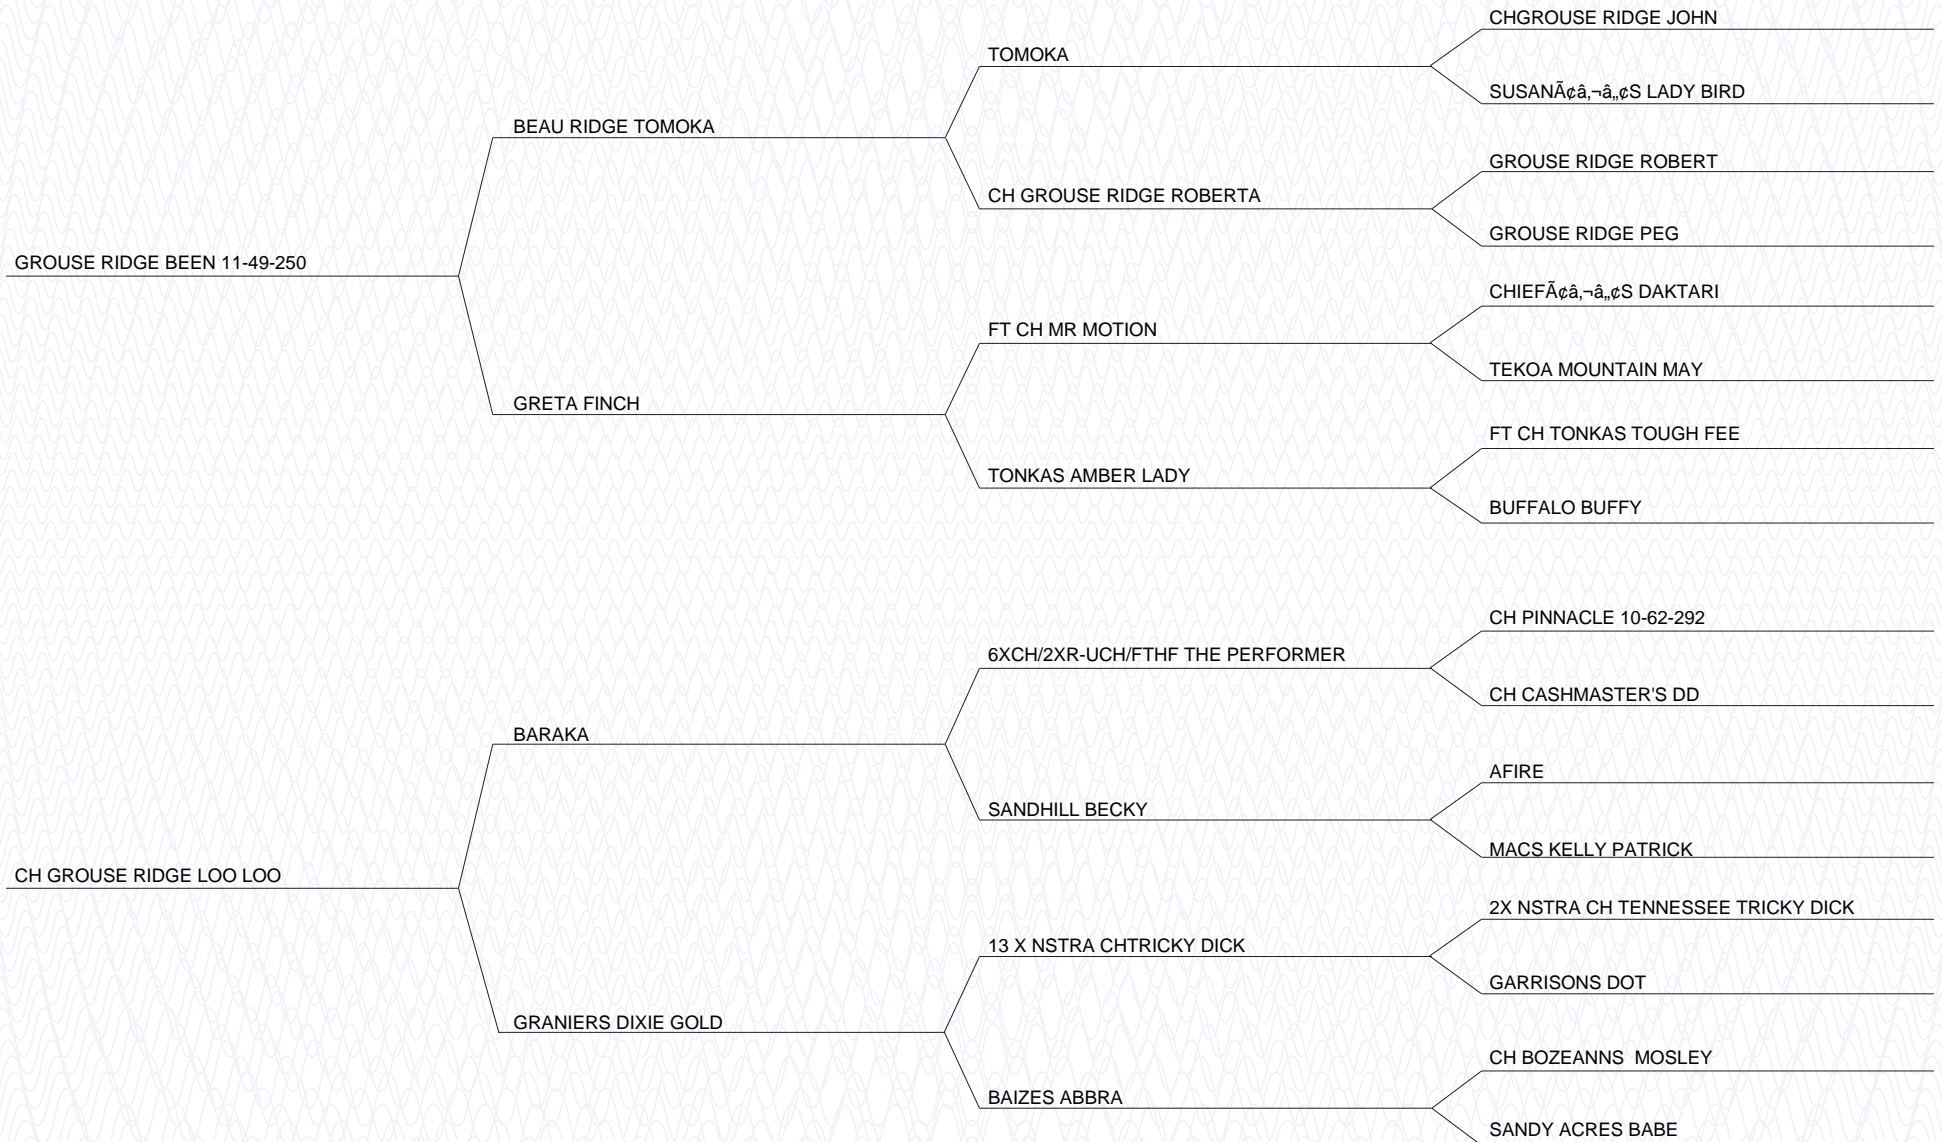 CHGROUSE RIDGE JOHN
TOMOKA
SUSANÃ¢â‚¬â„¢S LADY BIRD
BEAU RIDGE TOMOKA
GROUSE RIDGE ROBERT
CH GROUSE RIDGE ROBERTA
GROUSE RIDGE PEG
GROUSE RIDGE BEEN 11-49-250
CHIEFÃ¢â‚¬â„¢S DAKTARI
FT CH MR MOTION
TEKOA MOUNTAIN MAY
GRETA FINCH
FT CH TONKAS TOUGH FEE
TONKAS AMBER LADY
BUFFALO BUFFY
CH PINNACLE 10-62-292
6XCH/2XR-UCH/FTHF THE PERFORMER
CH CASHMASTER'S DD
BARAKA
AFIRE
SANDHILL BECKY
MACS KELLY PATRICK
CH GROUSE RIDGE LOO LOO
2X NSTRA CH TENNESSEE TRICKY DICK
13 X NSTRA CHTRICKY DICK
GARRISONS DOT
GRANIERS DIXIE GOLD
CH BOZEANNS  MOSLEY
BAIZES ABBRA
SANDY ACRES BABE